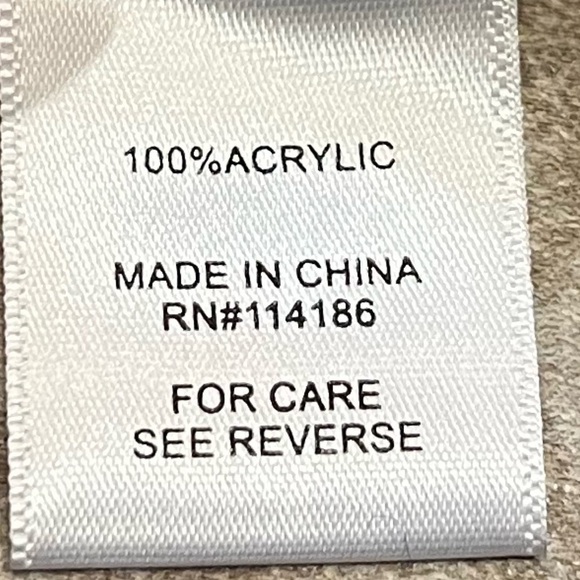 100%ACRYLIC
MADE IN CHINA
RN#114186
FOR CARE
SEE REVERSE